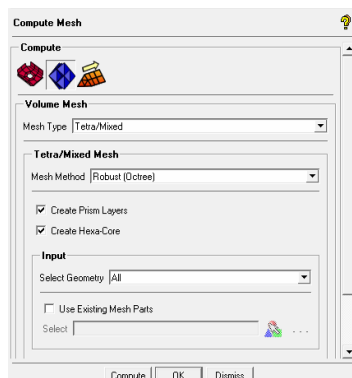 Compute Mesh
Compute
Volume Mesh
Mesh Type Tetra/Mixed
Tetra/Mixed Mesh
Mesh Method Robust (Octree)
Create Prism Layers
Create Hexa-Core
Input
Select Geometry All
Use Existing Mesh Parts
Select ...
Compute OK Dismiss